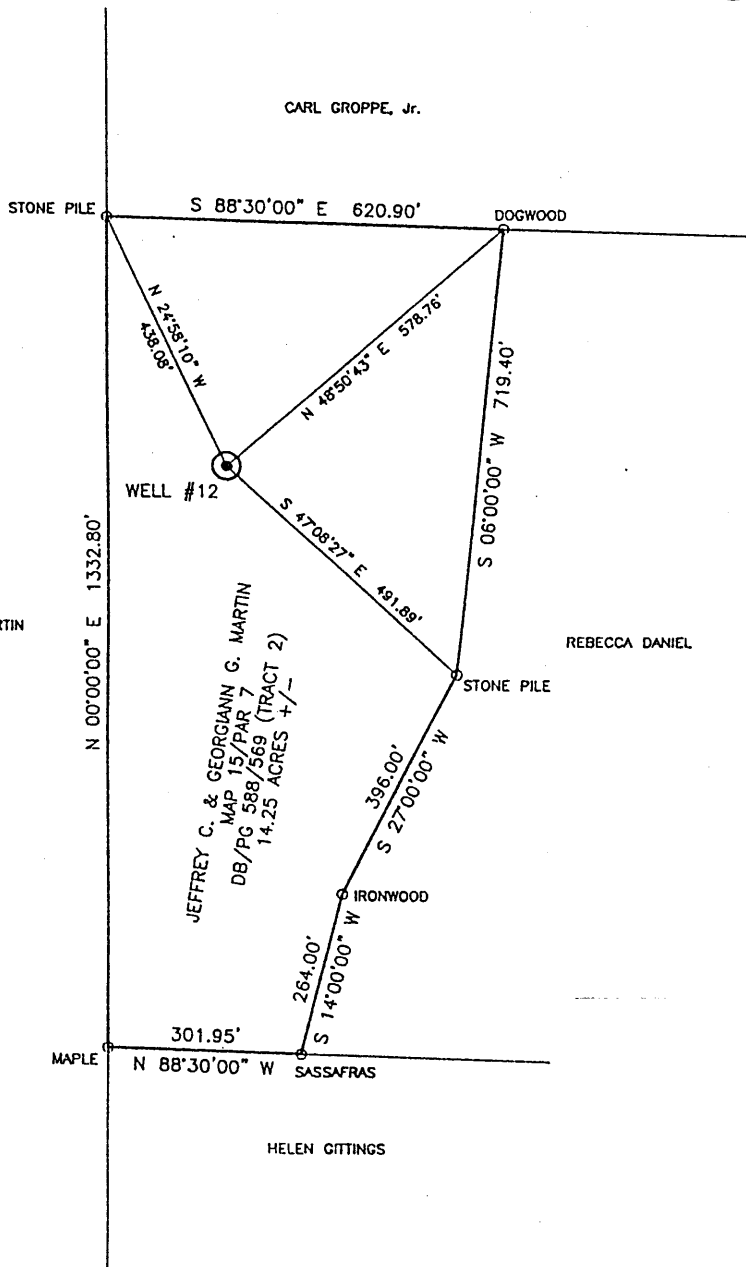 CARL GROPPE, Jr.
STONE PILE
S 88°30'00" E 620.90'
DOGWOOD
N 24°58'10" W
438.08'
N 48°50'43" E 578.76'
S 06°00'00" W 719.40'
WELL #12
S 47°08'27" E 491.89'
N 00°00'00" E 1332.80'
RTIN
JEFFREY C. & GEORGIANN G. MARTIN
MAP 15/PAR 7
DB/PG 588/569 (TRACT 2)
14.25 ACRES +/-
REBECCA DANIEL
STONE PILE
396.00'
S 27°00'00" W
IRONWOOD
264.00'
S 14°00'00" W
301.95'
MAPLE
N 88°30'00" W
SASSAFRAS
HELEN GITTINGS